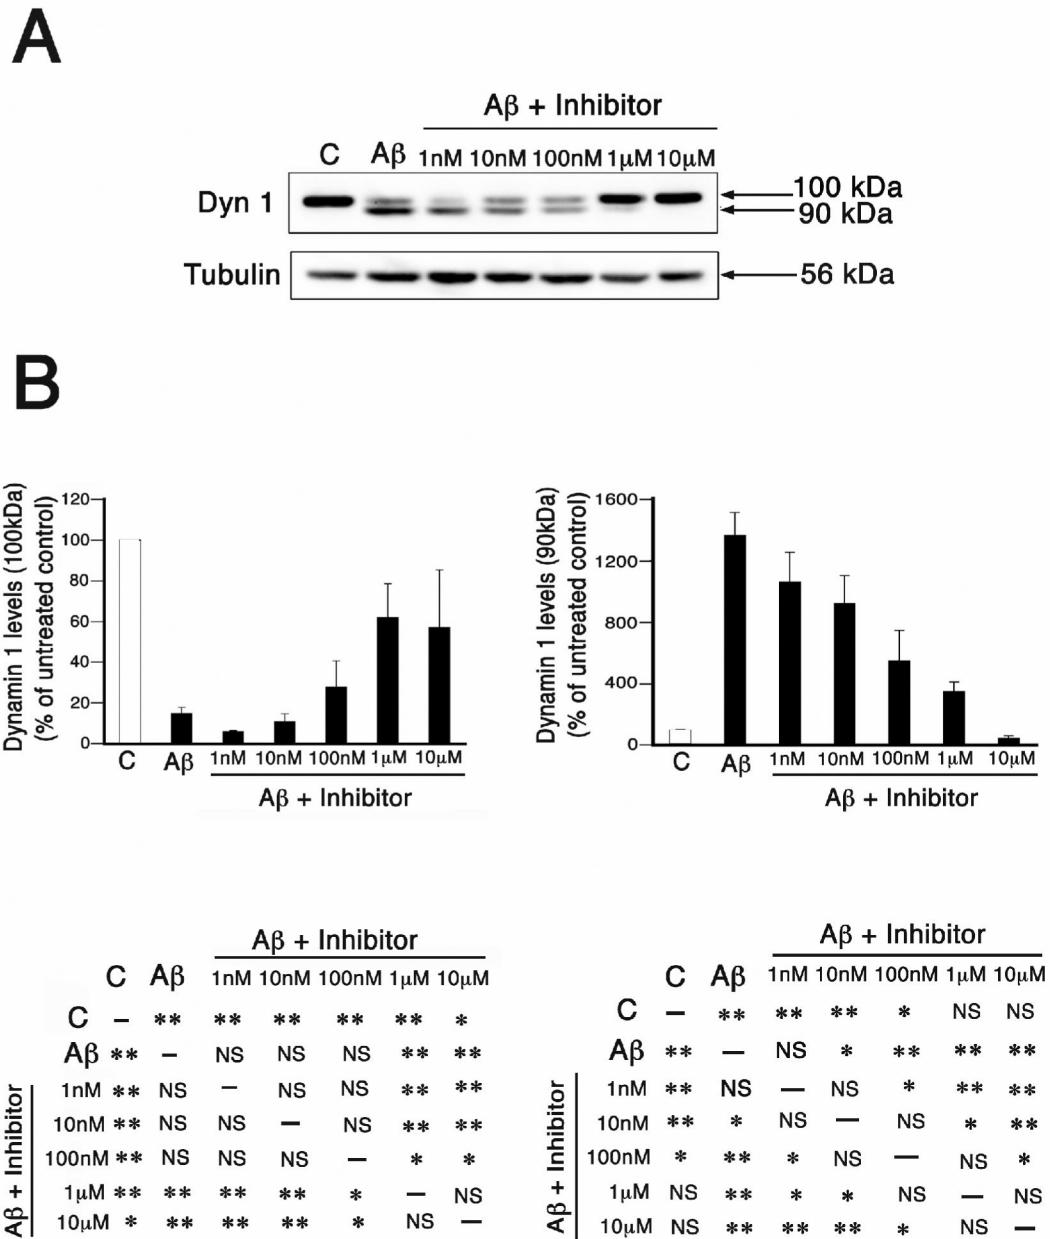 A
Aβ + Inhibitor
C Aβ 1nM 10nM 100nM 1μM 10μM
Dyn 1
100 kDa
90 kDa
Tubulin
56 kDa
B
Dynamin 1 levels (100kDa)
(% of untreated control)
120
100
80
60
40
20
0
C Aβ 1nM 10nM 100nM 1μM 10μM
Aβ + Inhibitor
Dynamin 1 levels (90kDa)
(% of untreated control)
1600
1200
800
400
0
C Aβ 1nM 10nM 100nM 1μM 10μM
Aβ + Inhibitor
Aβ + Inhibitor
C Aβ 1nM 10nM 100nM 1μM 10μM
C – ** ** ** ** ** *
Aβ ** – NS NS NS ** **
Aβ + Inhibitor
1nM ** NS – NS NS ** **
10nM ** NS NS – NS ** **
100nM ** NS NS NS – * *
1μM ** ** ** ** * – NS
10μM * ** ** ** * NS –
Aβ + Inhibitor
C Aβ 1nM 10nM 100nM 1μM 10μM
C – ** ** ** * NS NS
Aβ ** – NS * ** ** **
Aβ + Inhibitor
1nM ** NS – NS * ** **
10nM ** * NS – NS * **
100nM * ** * NS – NS *
1μM NS ** * * NS – NS
10μM NS ** ** ** * NS –